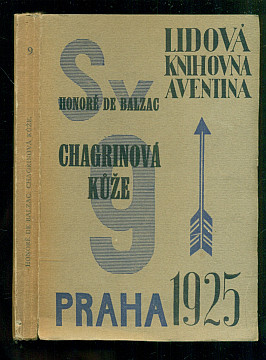 9
HONORÉ DE BALZAC, CHAGRINOVÁ KŮŽE
LIDOVÁ
KNIHOVNA
AVENTINA
Sv
HONORÉ DE BALZAC
9
CHAGRINOVÁ
KŮŽE
PRAHA 1925